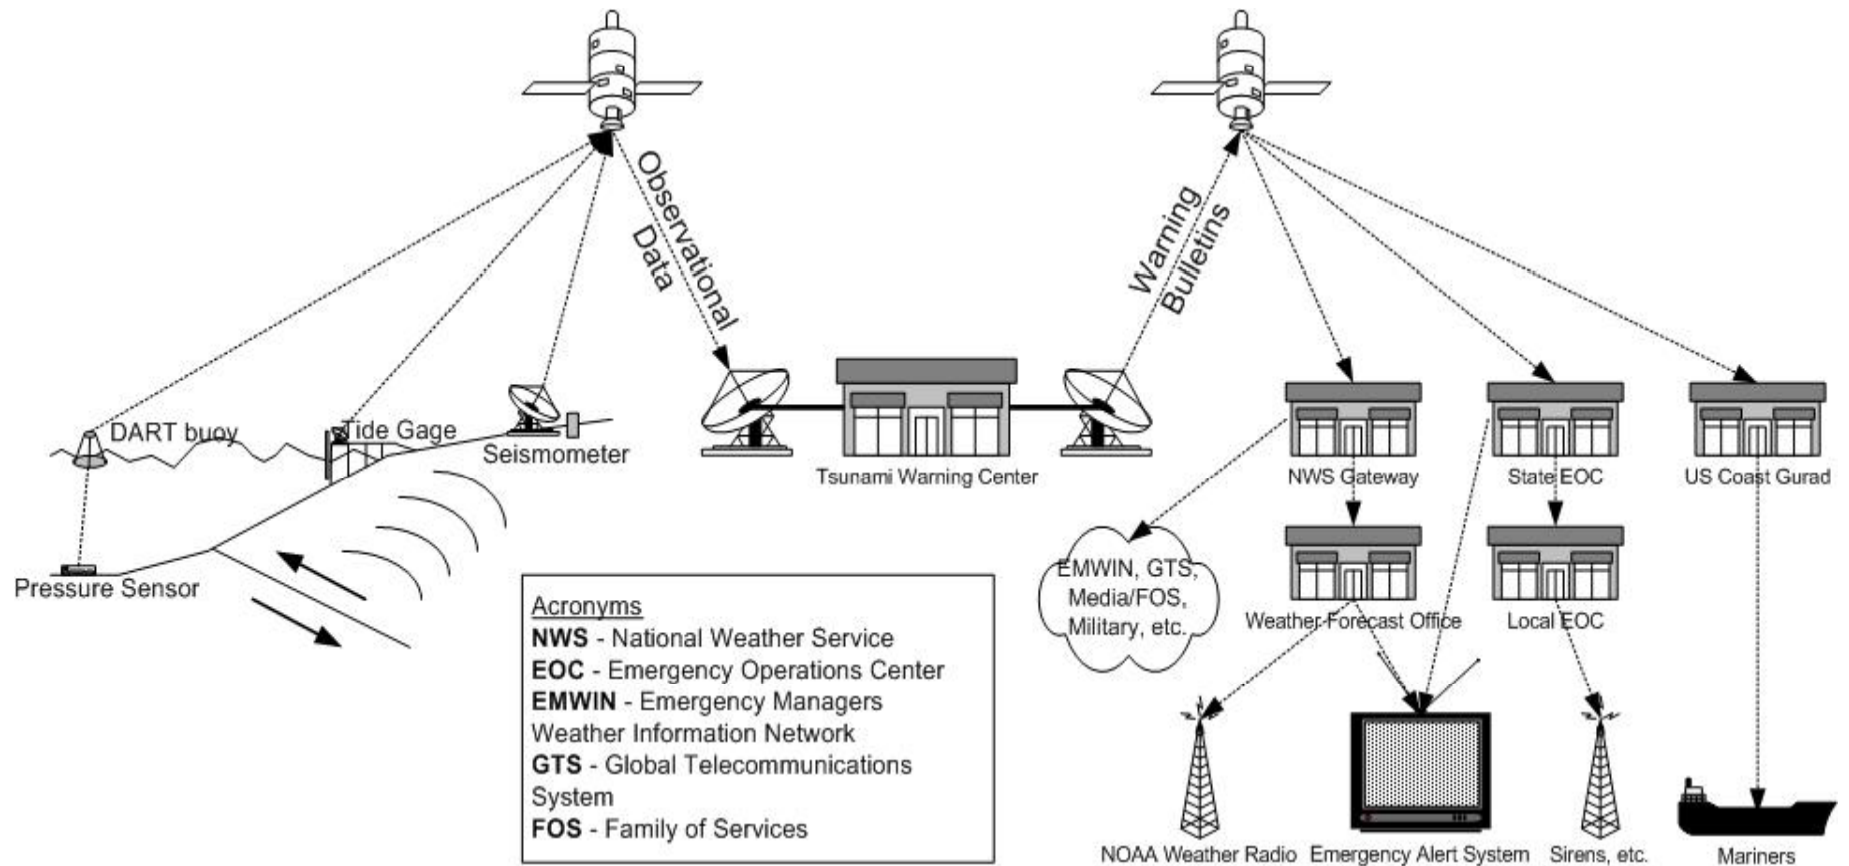 Observational
Data
Warning
Bulletins
DART buoy
Tide Gage
Seismometer
Pressure Sensor
Tsunami Warning Center
NWS Gateway
State EOC
US Coast Gurad
EMWIN, GTS,
Media/FOS,
Military, etc.
Weather Forecast Office
Local EOC
Acronyms
NWS - National Weather Service
EOC - Emergency Operations Center
EMWIN - Emergency Managers
Weather Information Network
GTS - Global Telecommunications
System
FOS - Family of Services
NOAA Weather Radio
Emergency Alert System
Sirens, etc.
Mariners